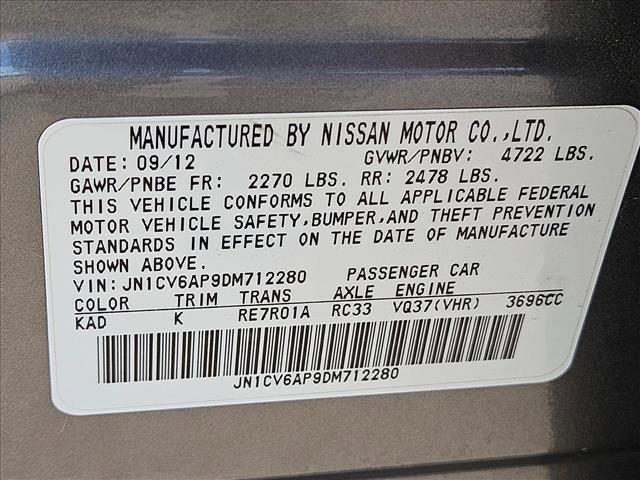 MANUFACTURED BY NISSAN MOTOR CO.,LTD.
DATE: 09/12 GVWR/PNBV: 4722 LBS.
GAWR/PNBE FR: 2270 LBS. RR: 2478 LBS.
THIS VEHICLE CONFORMS TO ALL APPLICABLE FEDERAL
MOTOR VEHICLE SAFETY,BUMPER,AND THEFT PREVENTION
STANDARDS IN EFFECT ON THE DATE OF MANUFACTURE
SHOWN ABOVE.
VIN: JN1CV6AP9DM712280 PASSENGER CAR
COLOR TRIM TRANS AXLE ENGINE
KAD K RE7R01A RC33 VQ37(VHR) 3696CC
JN1CV6AP9DM712280